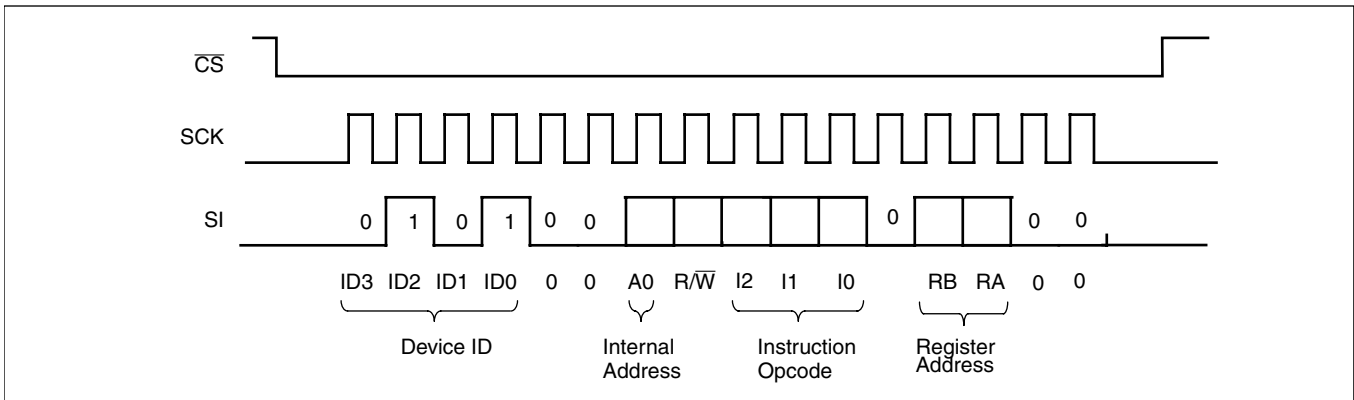 CS
SCK
SI 0 1 0 1 0 0 0 0 0
ID3 ID2 ID1 ID0 0 0 A0 R/W I2 I1 I0 RB RA 0 0
Device ID
Internal
Address
Instruction
Opcode
Register
Address